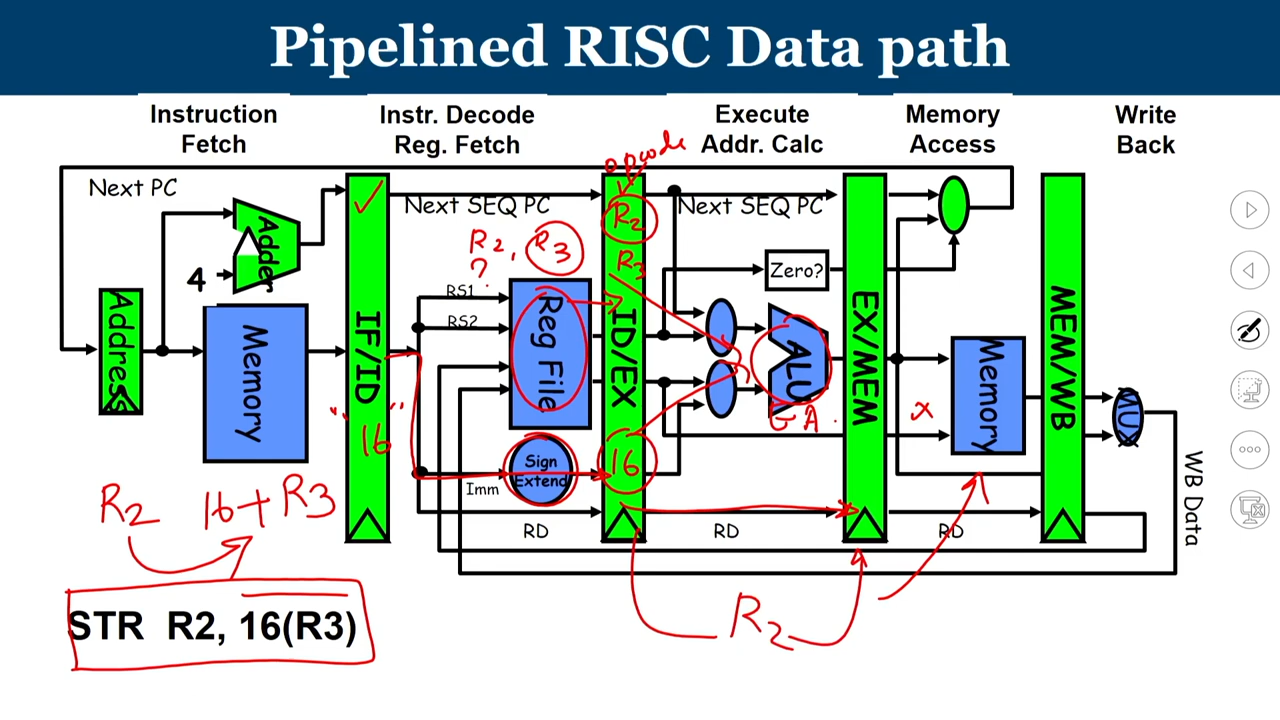 Pipelined RISC Data path
Instruction Fetch
Instr. Decode Reg. Fetch
Execute Addr. Calc
Memory Access
Write Back
opcode
Next PC
Next SEQ PC
Next SEQ PC
Adder
4
R2, R3
?
R2
R3
Zero?
RS1
RS2
Address
Memory
IF/ID
Reg File
ID/EX
ALU
EX/MEM
Memory
MEM/WB
MUX
"16"
EA
x
16
Sign Extend
Imm
WB Data
RD
RD
RD
R2 16+R3
R2
STR R2, 16(R3)